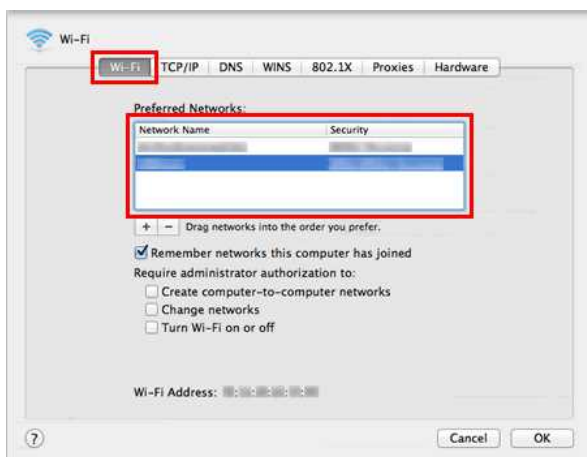 Wi-Fi
Wi-Fi TCP/IP DNS WINS 802.1X Proxies Hardware
Preferred Networks:
Network Name Security
+ − Drag networks into the order you prefer.
Remember networks this computer has joined
Require administrator authorization to:
Create computer-to-computer networks
Change networks
Turn Wi-Fi on or off
Wi-Fi Address:
? Cancel OK